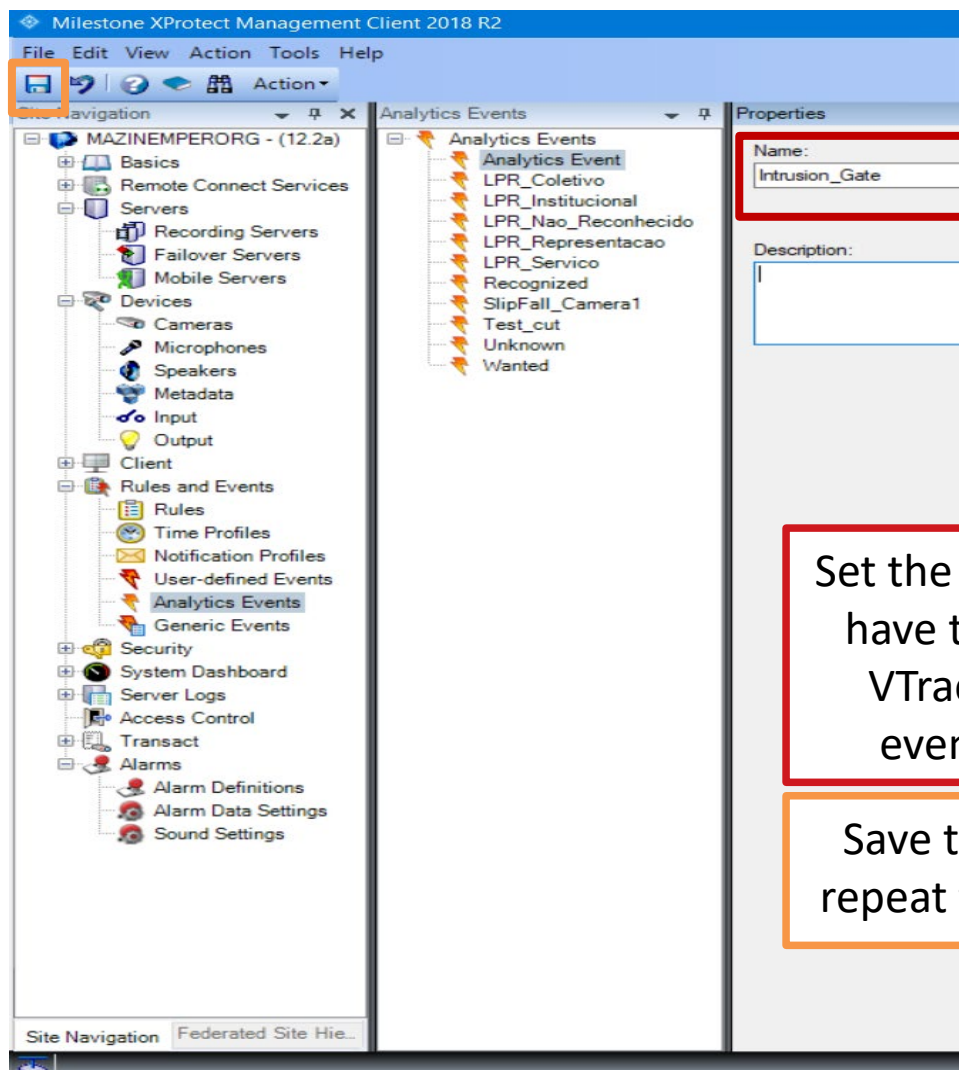 Milestone XProtect Management Client 2018 R2
File Edit View Action Tools Help
Action
Site Navigation
MAZINEMPERORG - (12.2a)
Basics
Remote Connect Services
Servers
Recording Servers
Failover Servers
Mobile Servers
Devices
Cameras
Microphones
Speakers
Metadata
Input
Output
Client
Rules and Events
Rules
Time Profiles
Notification Profiles
User-defined Events
Analytics Events
Generic Events
Security
System Dashboard
Server Logs
Access Control
Transact
Alarms
Alarm Definitions
Alarm Data Settings
Sound Settings
Site Navigation
Federated Site Hie...
Analytics Events
Analytics Events
Analytics Event
LPR_Coletivo
LPR_Institucional
LPR_Nao_Reconhecido
LPR_Representacao
LPR_Servico
Recognized
SlipFall_Camera1
Test_cut
Unknown
Wanted
Properties
Name:
Intrusion_Gate
Description:
Set the
have
Save
repeat